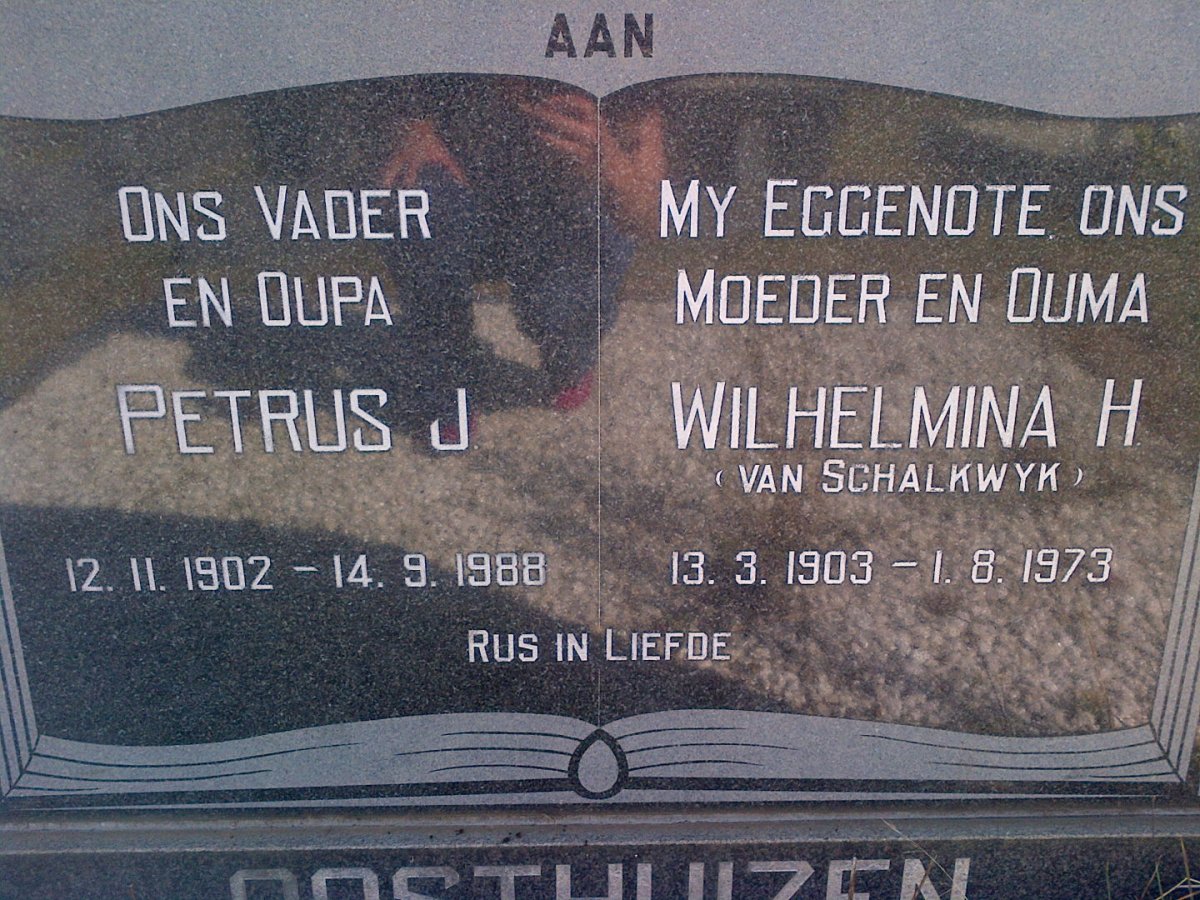 AAN
ONS VADER
EN OUPA
PETRUS J.
12. 11. 1902 – 14. 9. 1988
MY EGGENOTE, ONS
MOEDER EN OUMA
WILHELMINA H.
(VAN SCHALKWYK)
13. 3. 1903 – 1. 8. 1973
RUS IN LIEFDE
OOSTHUIZEN